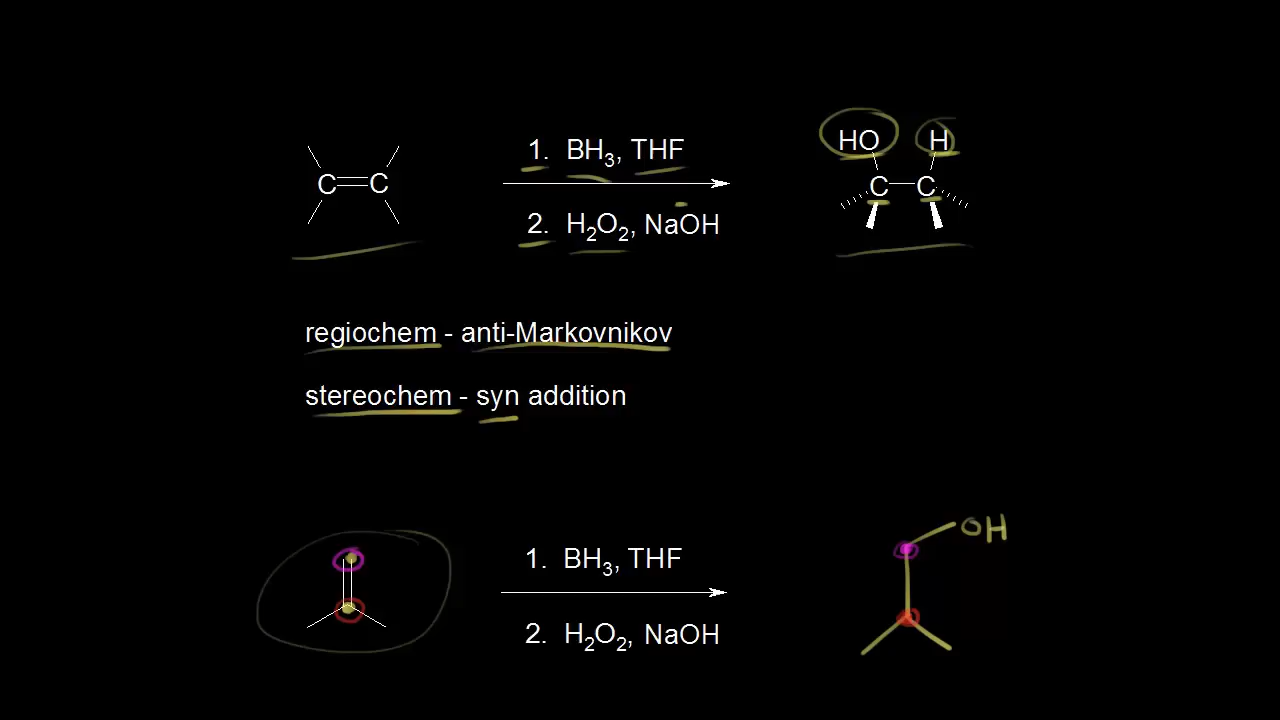 1. BH₃, THF
HO H
C=C
C-C
2. H₂O₂, NaOH
regiochem - anti-Markovnikov
stereochem - syn addition
OH
1. BH₃, THF
2. H₂O₂, NaOH